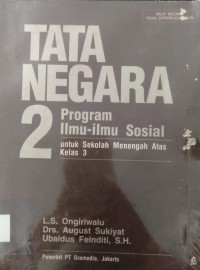 TATA
NEGARA
2 Program
Ilmu-ilmu Sosial
untuk Sekolah Menengah Atas
Kelas 3
L.S. Ongiriwalu
Drs. August Sukiyat
Ubaldus Feinditi, S.H.
Penerbit PT Gramedia, Jakarta